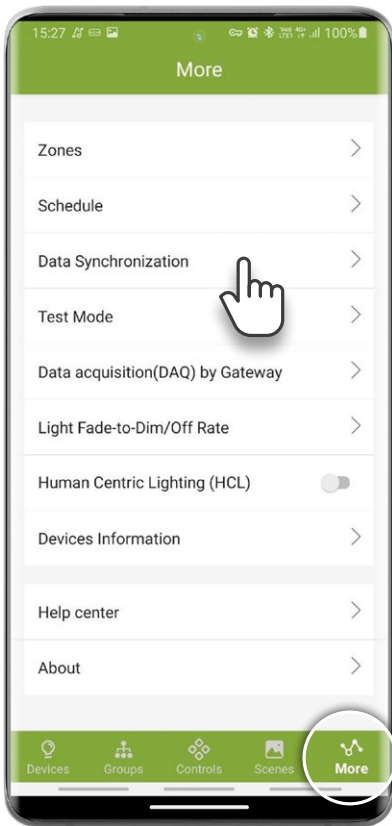 15:27 100%
More
Zones
Schedule
Data Synchronization
Test Mode
Data acquisition(DAQ) by Gateway
Light Fade-to-Dim/Off Rate
Human Centric Lighting (HCL)
Devices Information
Help center
About
Devices Groups Controls Scenes More